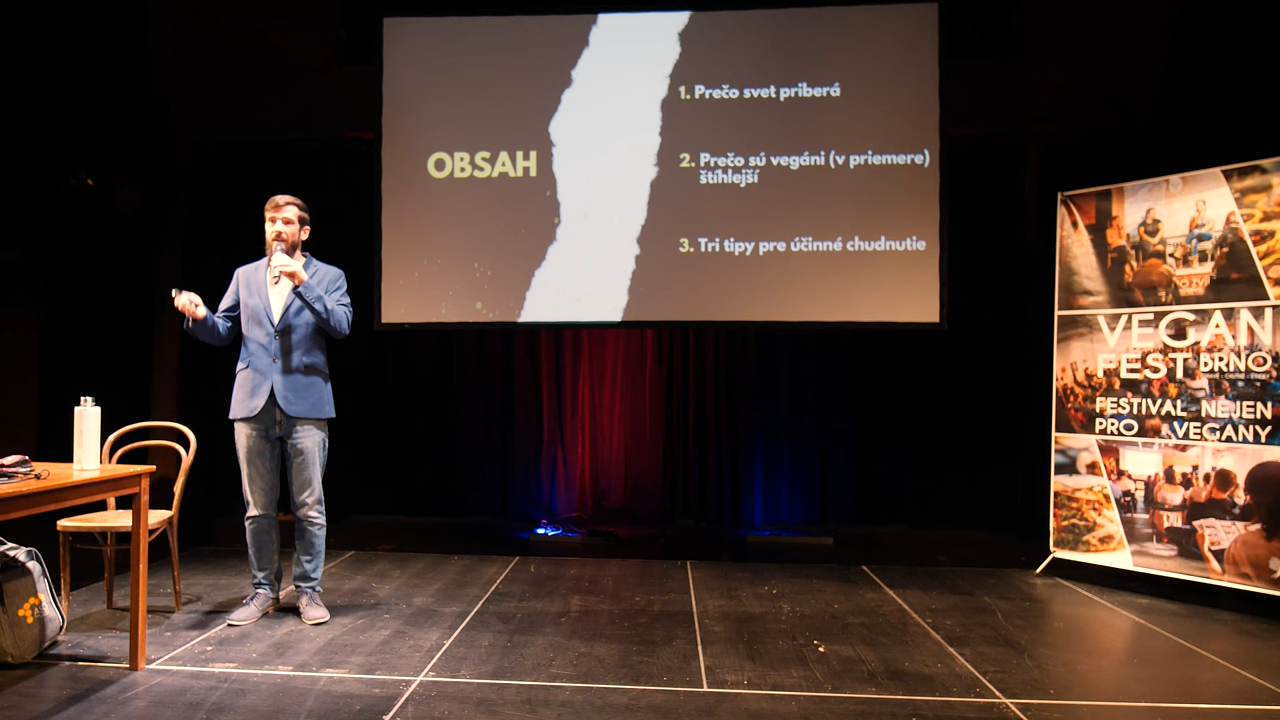 OBSAH
1. Prečo svet priberá
2. Prečo sú vegáni (v priemere)
štíhlejší
3. Tri tipy pre účinné chudnutie
VEGAN
FEST BRNO
FESTIVAL NEJEN
PRO VEGANY